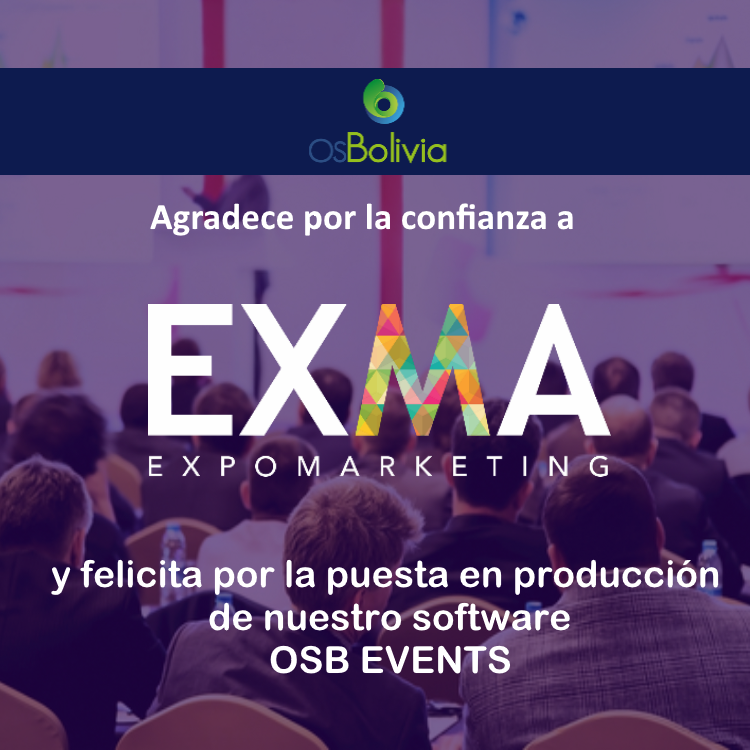 osBolivia
Agradece por la confianza a
EXMA
EXPOMARKETING
y felicita por la puesta en producción
de nuestro software
OSB EVENTS